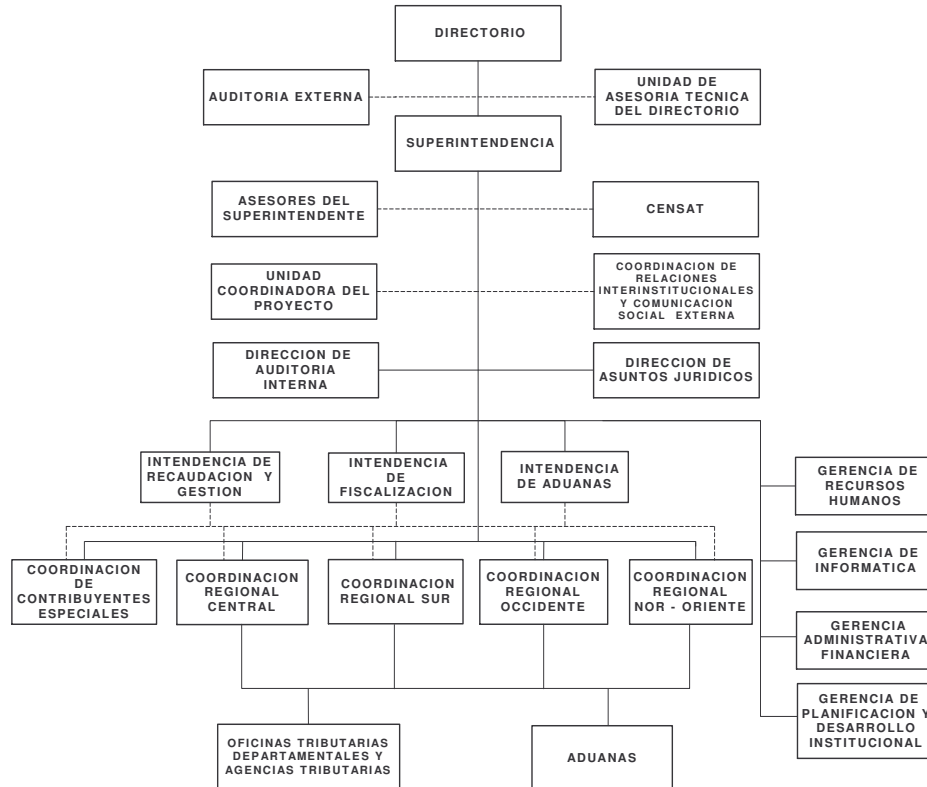 DIRECTORIO
AUDITORIA EXTERNA
UNIDAD DE
ASESORIA TECNICA
DEL DIRECTORIO
SUPERINTENDENCIA
ASESORES DEL
SUPERINTENDENTE
CENSAT
UNIDAD
COORDINADORA DEL
PROYECTO
COORDINACION DE
RELACIONES
INTERINSTITUCIONALES
Y COMUNICACION
SOCIAL EXTERNA
DIRECCION DE
AUDITORIA
INTERNA
DIRECCION DE
ASUNTOS JURIDICOS
INTENDENCIA DE
RECAUDACION Y
GESTION
INTENDENCIA
DE
FISCALIZACION
INTENDENCIA
DE ADUANAS
GERENCIA DE
RECURSOS
HUMANOS
GERENCIA DE
INFORMATICA
GERENCIA
ADMINISTRATIVA
FINANCIERA
GERENCIA DE
PLANIFICACION Y
DESARROLLO
INSTITUCIONAL
COORDINACION
DE
CONTRIBUYENTES
ESPECIALES
COORDINACION
REGIONAL
CENTRAL
COORDINACION
REGIONAL SUR
COORDINACION
REGIONAL
OCCIDENTE
COORDINACION
REGIONAL
NOR - ORIENTE
OFICINAS TRIBUTARIAS
DEPARTAMENTALES Y
AGENCIAS TRIBUTARIAS
ADUANAS